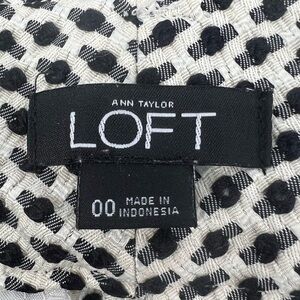 ANN TAYLOR
LOFT
00 MADE IN
INDONESIA